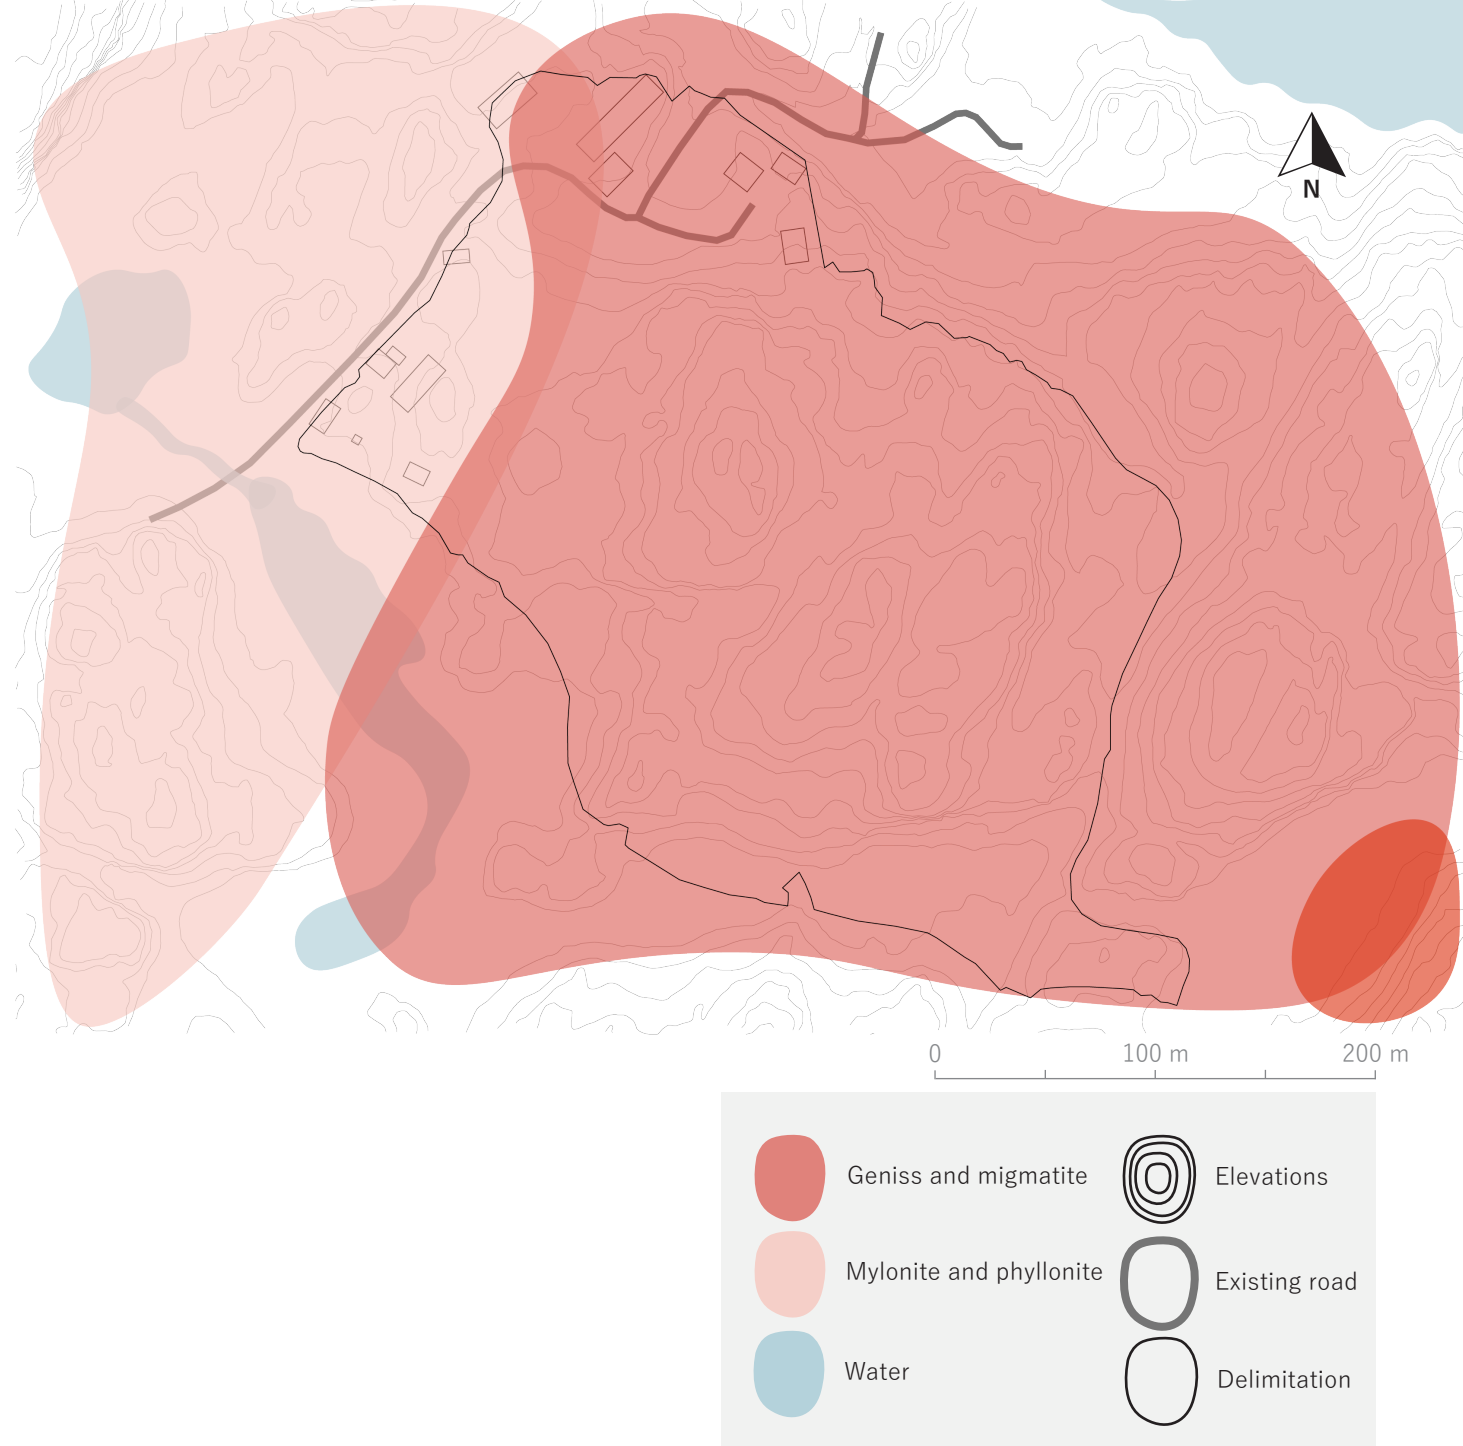 N
0 100 m 200 m
Geniss and migmatite
Elevations
Mylonite and phyllonite
Existing road
Water
Delimitation